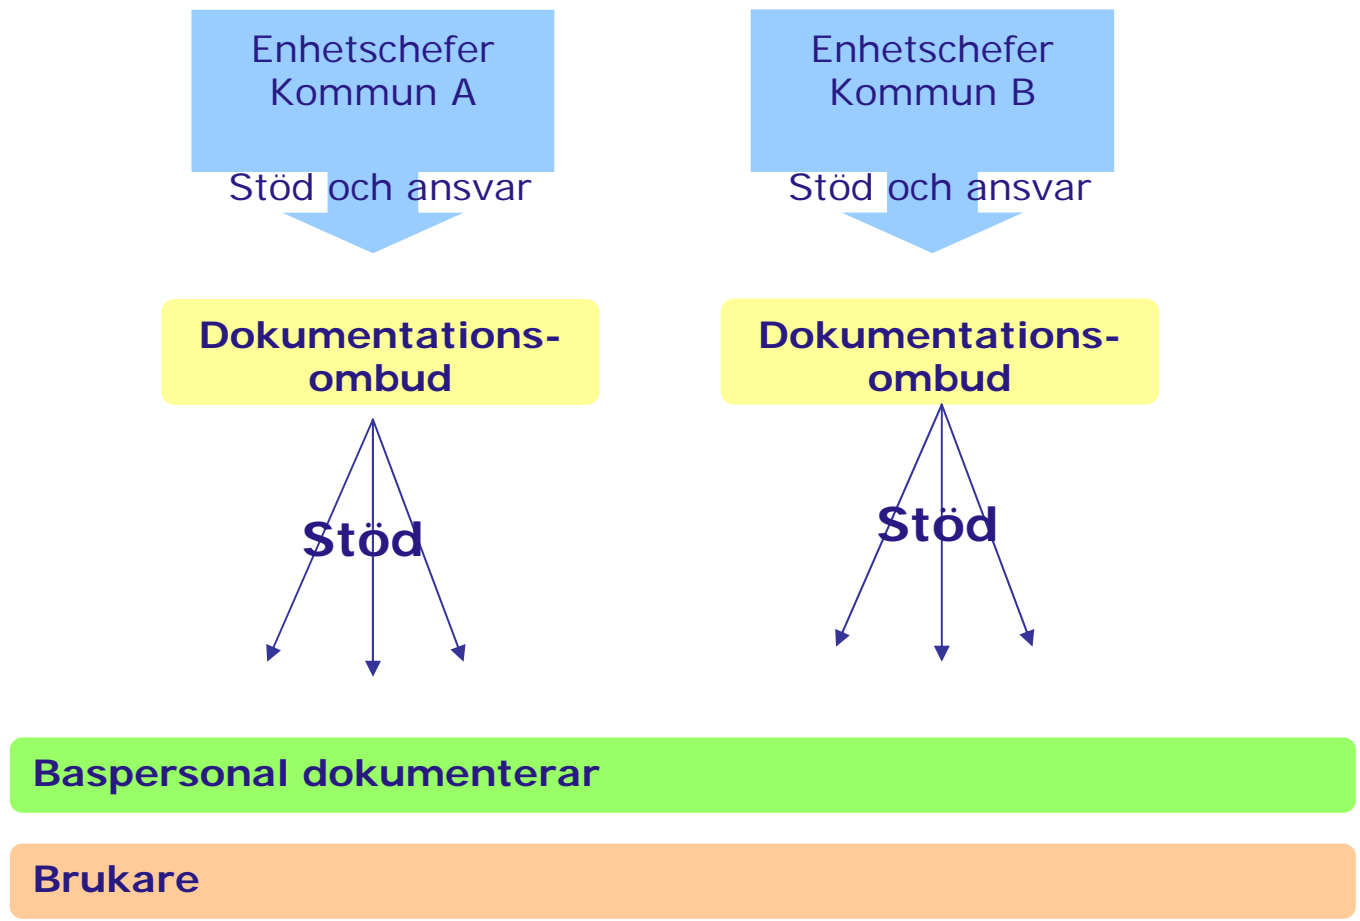 Enhetschefer
Kommun A
Stöd och ansvar
Enhetschefer
Kommun B
Stöd och ansvar
Dokumentations-
ombud
Dokumentations-
ombud
Stöd
Stöd
Baspersonal dokumenterar
Brukare